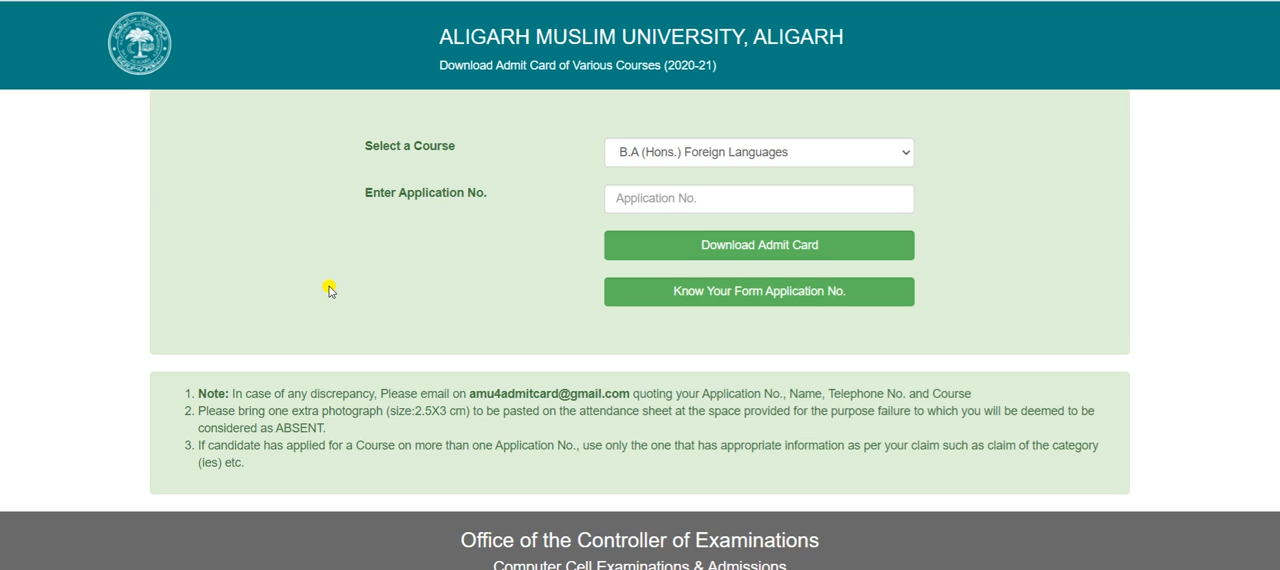 ALIGARH MUSLIM UNIVERSITY, ALIGARH
Download Admit Card of Various Courses (2020-21)
Select a Course
B.A (Hons.) Foreign Languages
Enter Application No.
Application No.
Download Admit Card
Know Your Form Application No.
1. Note: In case of any discrepancy, Please email on amu4admitcard@gmail.com quoting your Application No., Name, Telephone No. and Course
2. Please bring one extra photograph (size:2.5X3 cm) to be pasted on the attendance sheet at the space provided for the purpose failure to which you will be deemed to be
considered as ABSENT.
3. If candidate has applied for a Course on more than one Application No., use only the one that has appropriate information as per your claim such as claim of the category
(ies) etc.
Office of the Controller of Examinations
Computer Cell Examinations & Admissions